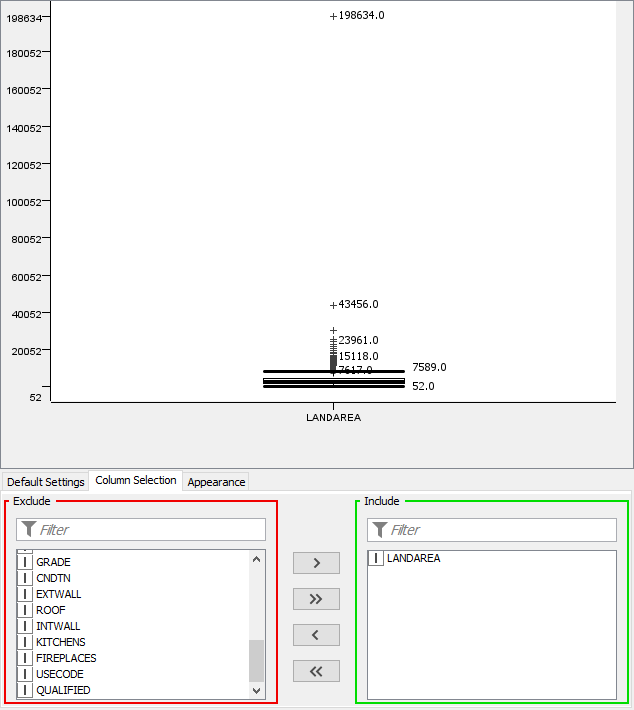 198634
198634.0
180052
160052
140052
120052
100052
80052
60052
40052
43456.0
20052
23961.0
15118.0
7617.0
7589.0
52
52.0
LANDAREA
Default Settings Column Selection Appearance
Exclude
Include
Filter
Filter
GRADE
CNDTN
EXTWALL
ROOF
INTWALL
KITCHENS
FIREPLACES
USECODE
QUALIFIED
> 
>>
<
<<
LANDAREA